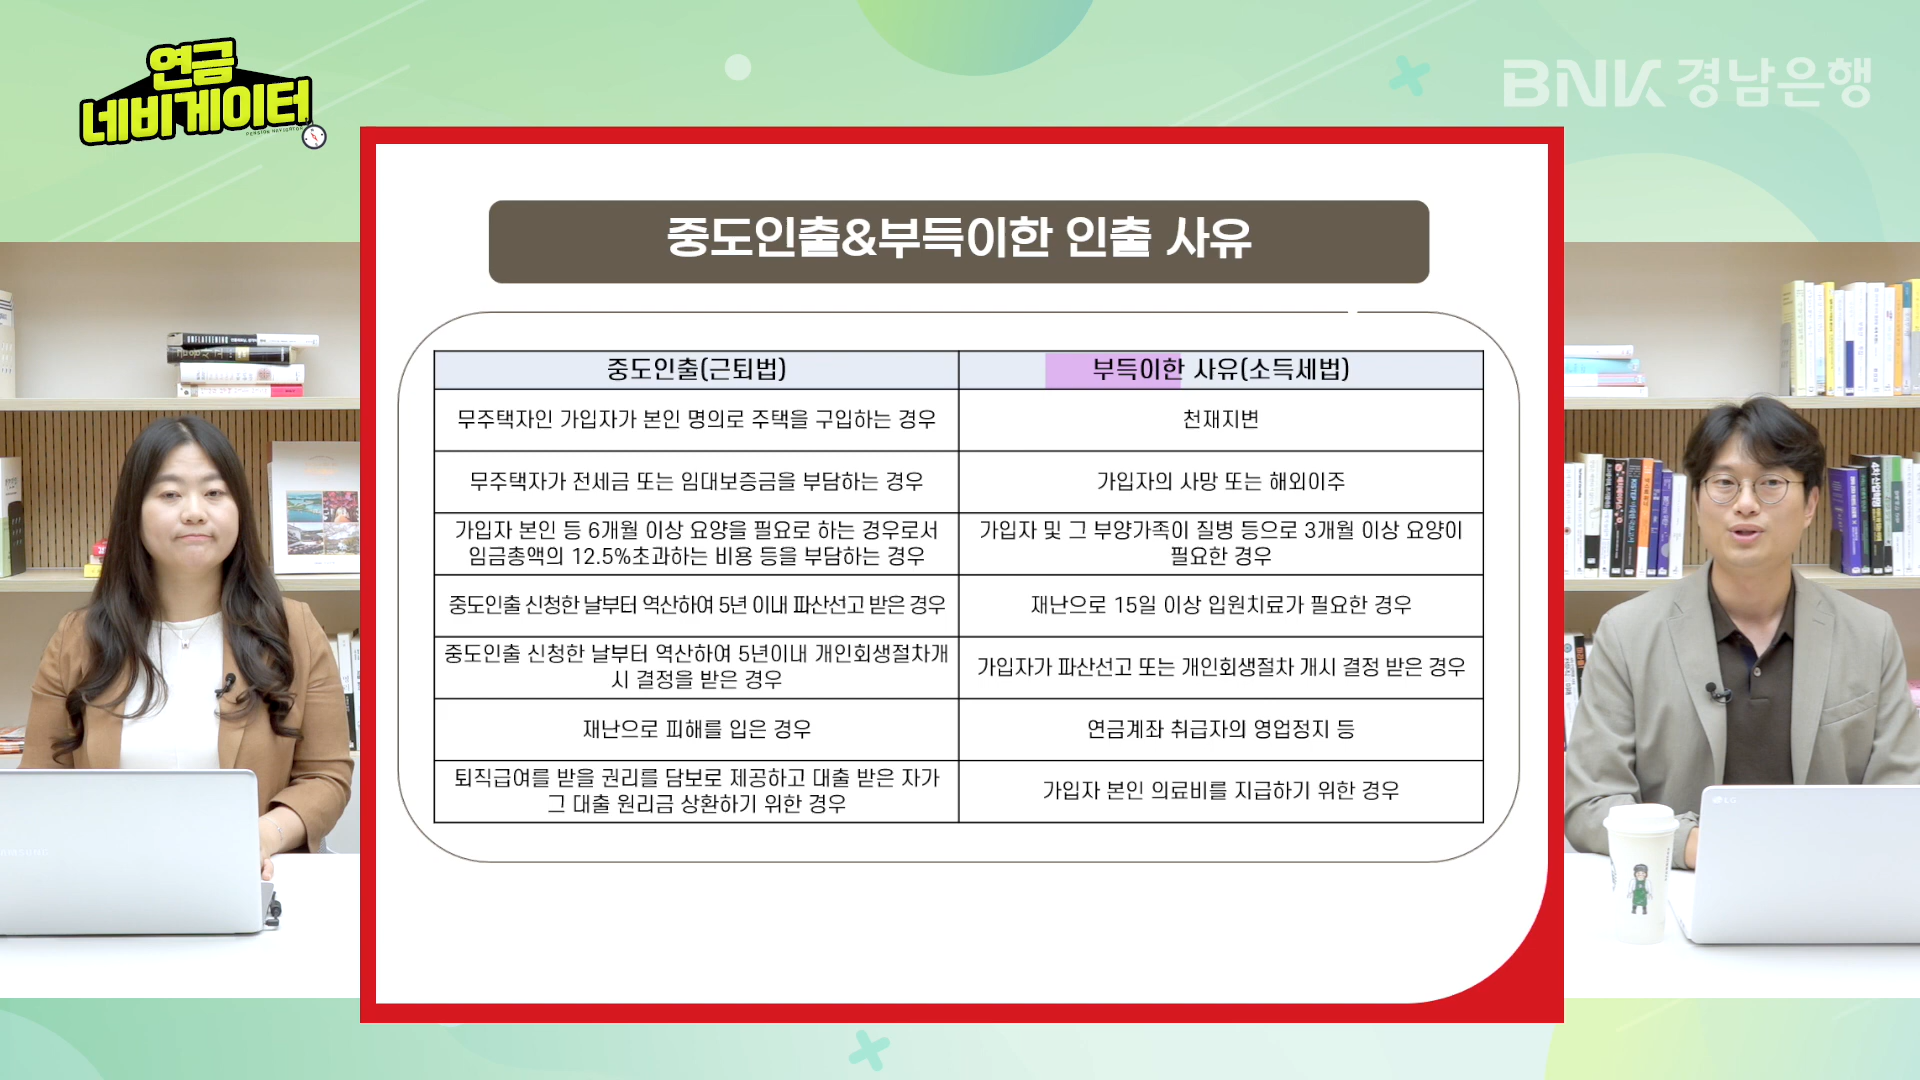 연금
네비게이터
PENSION NAVIGATOR
BNK 경남은행
중도인출&부득이한 인출 사유
중도인출(근퇴법)
부득이한 사유(소득세법)
무주택자인 가입자가 본인 명의로 주택을 구입하는 경우
천재지변
무주택자가 전세금 또는 임대보증금을 부담하는 경우
가입자의 사망 또는 해외이주
가입자 본인 등 6개월 이상 요양을 필요로 하는 경우로서
임금총액의 12.5%초과하는 비용 등을 부담하는 경우
가입자 및 그 부양가족이 질병 등으로 3개월 이상 요양이
필요한 경우
중도인출 신청한 날부터 역산하여 5년 이내 파산선고 받은 경우
재난으로 15일 이상 입원치료가 필요한 경우
중도인출 신청한 날부터 역산하여 5년이내 개인회생절차개
시 결정을 받은 경우
가입자가 파산선고 또는 개인회생절차 개시 결정 받은 경우
재난으로 피해를 입은 경우
연금계좌 취급자의 영업정지 등
퇴직급여를 받을 권리를 담보로 제공하고 대출 받은 자가
그 대출 원리금 상환하기 위한 경우
가입자 본인 의료비를 지급하기 위한 경우
UNFLATTENING
SAMSUNG
LG